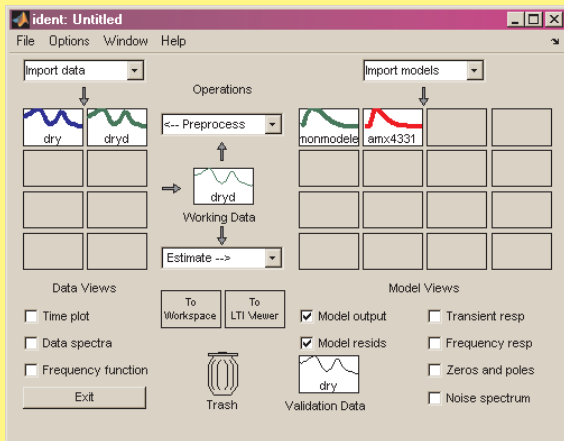 ident: Untitled
File Options Window Help
Import data
Import models
Operations
<-- Preprocess
dry
dryd
monmodele
amx4331
dryd
Working Data
Estimate -->
Data Views
Model Views
To Workspace
To LTI Viewer
Time plot
Data spectra
Frequency function
Model output
Model resids
Transient resp
Frequency resp
Zeros and poles
Noise spectrum
Exit
Trash
dry
Validation Data